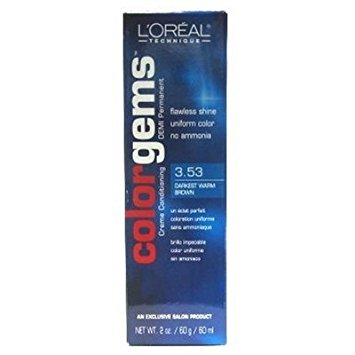 L'ORÉAL
TECHNIQUE
colorgems
Creme Conditioning DEMI Permanent
flawless shine
uniform color
no ammonia
3.53
DARKEST WARM
BROWN
un éclat parfait
coloration uniforme
sans ammoniaque
brillo impecable
color uniforme
sin amoniaco
AN EXCLUSIVE SALON PRODUCT
NET WT. 2 oz. / 60 g / 60 ml